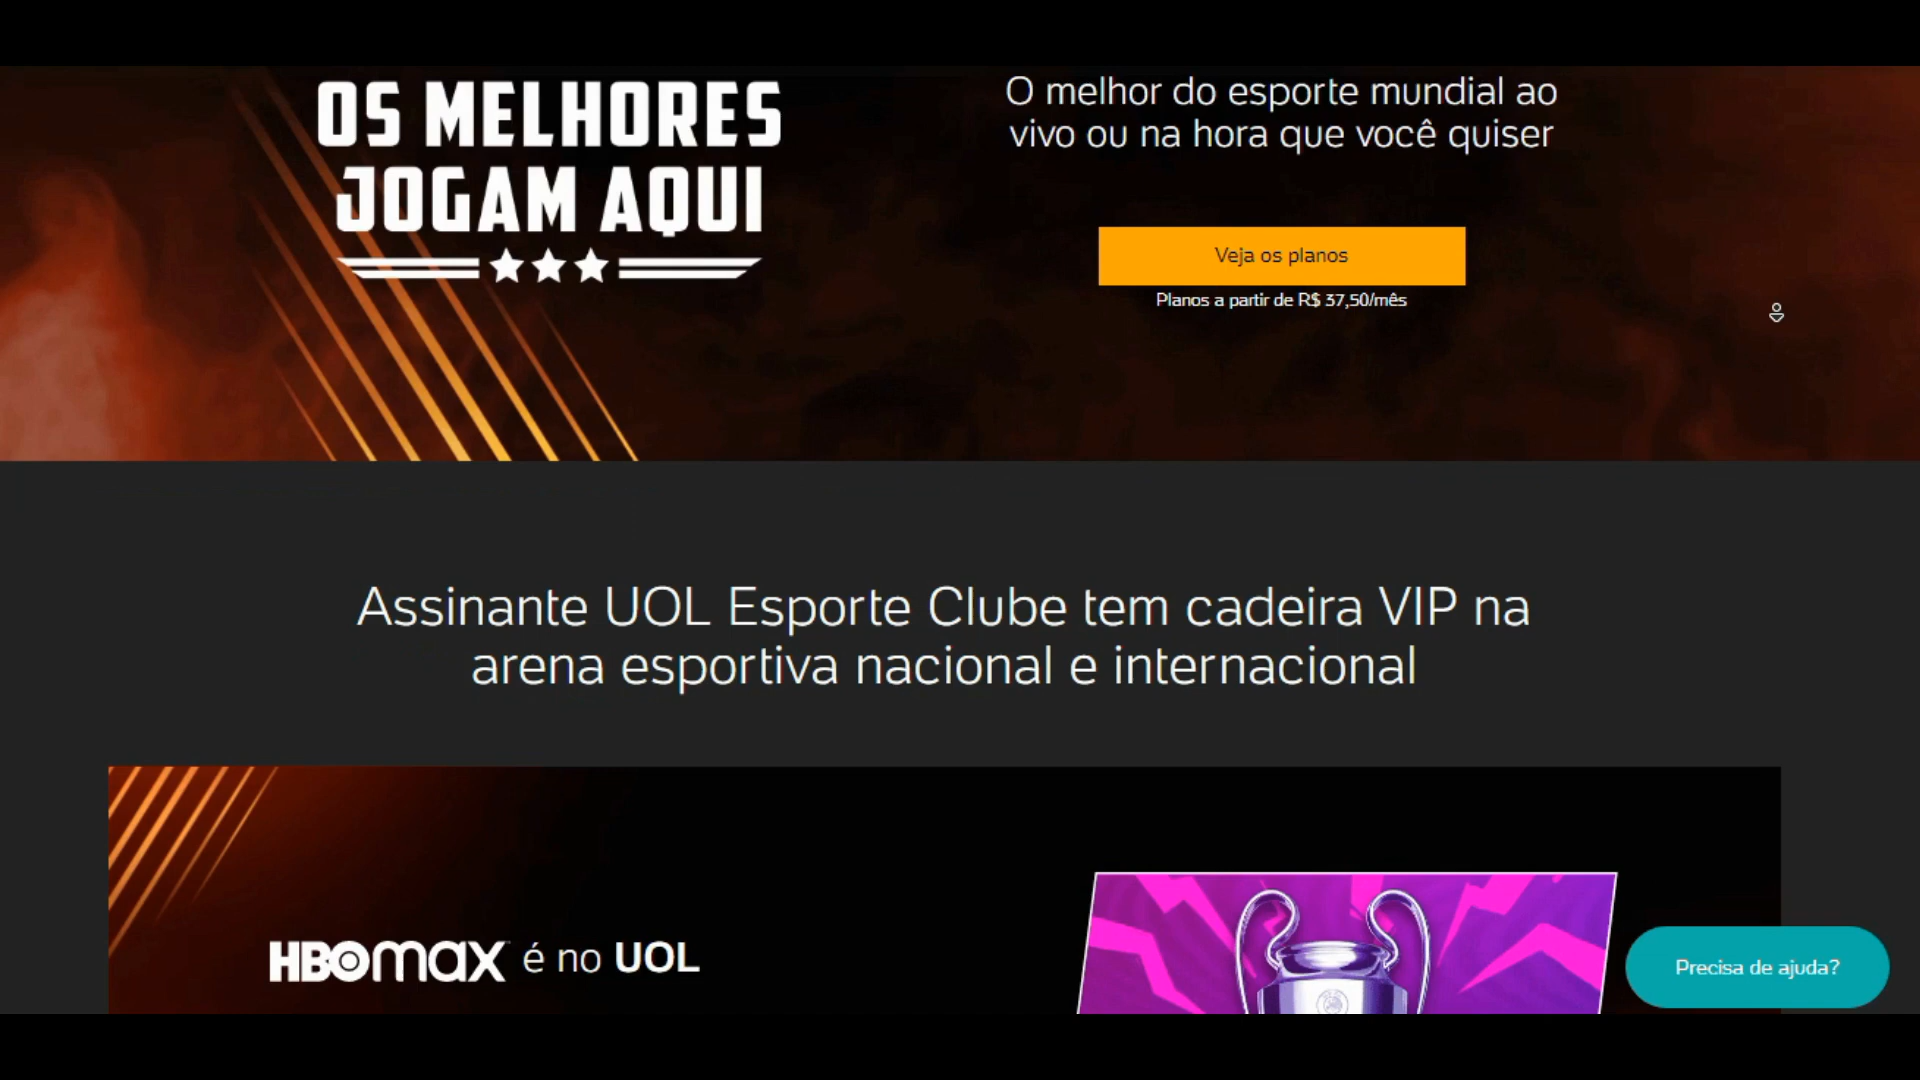 OS MELHORES
JOGAM AQUI
O melhor do esporte mundial ao
vivo ou na hora que você quiser
Veja os planos
Planos a partir de R$ 37,50/mês
Assinante UOL Esporte Clube tem cadeira VIP na
arena esportiva nacional e internacional
HBOmax é no UOL
Precisa de ajuda?